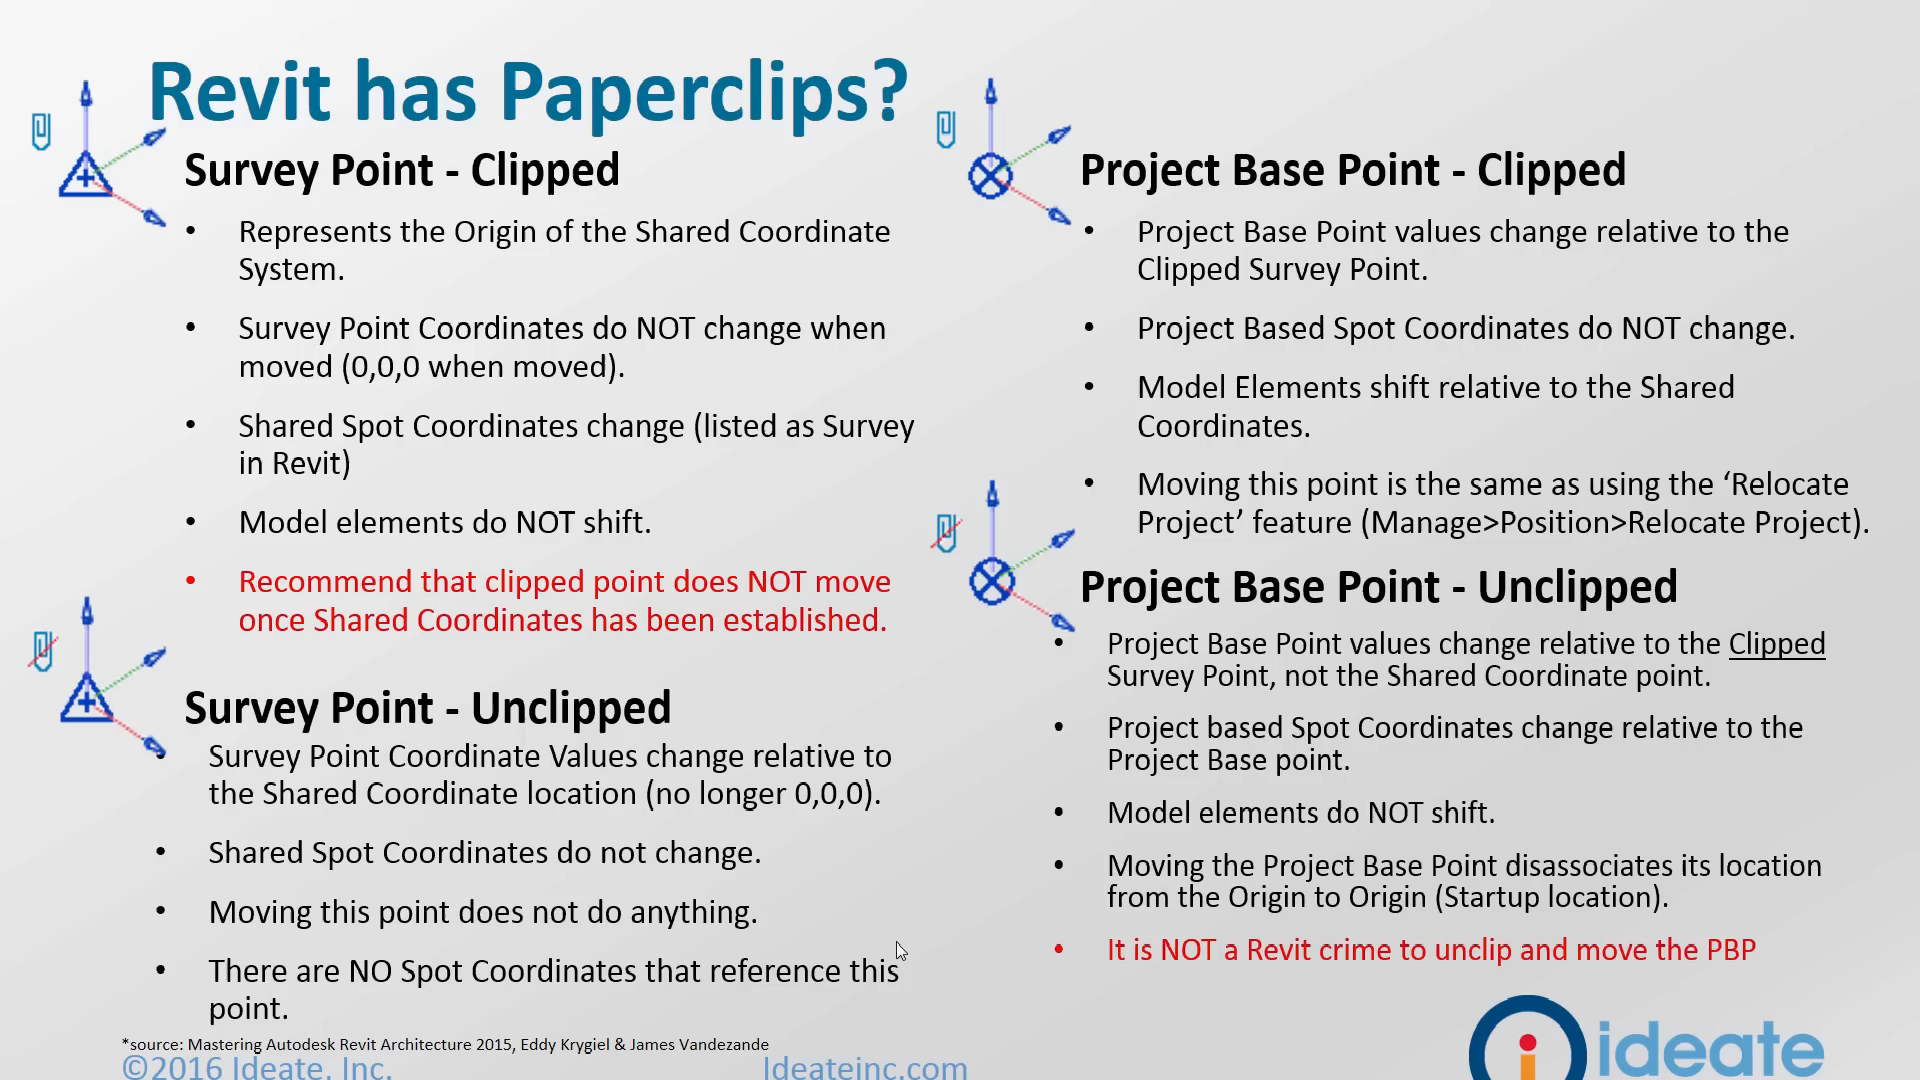 Revit has Paperclips?
Survey Point - Clipped
• Represents the Origin of the Shared Coordinate
System.
• Survey Point Coordinates do NOT change when
moved (0,0,0 when moved).
• Shared Spot Coordinates change (listed as Survey
in Revit)
• Model elements do NOT shift.
• Recommend that clipped point does NOT move
once Shared Coordinates has been established.
Survey Point - Unclipped
• Survey Point Coordinate Values change relative to
the Shared Coordinate location (no longer 0,0,0).
• Shared Spot Coordinates do not change.
• Moving this point does not do anything.
• There are NO Spot Coordinates that reference this
point.
Project Base Point - Clipped
• Project Base Point values change relative to the
Clipped Survey Point.
• Project Based Spot Coordinates do NOT change.
• Model Elements shift relative to the Shared
Coordinates.
• Moving this point is the same as using the ‘Relocate
Project’ feature (Manage>Position>Relocate Project).
Project Base Point - Unclipped
• Project Base Point values change relative to the Clipped
Survey Point, not the Shared Coordinate point.
• Project based Spot Coordinates change relative to the
Project Base point.
• Model elements do NOT shift.
• Moving the Project Base Point disassociates its location
from the Origin to Origin (Startup location).
• It is NOT a Revit crime to unclip and move the PBP
*source: Mastering Autodesk Revit Architecture 2015, Eddy Krygiel & James Vandezande
©2016 Ideate, Inc.
Ideateinc.com
ideate